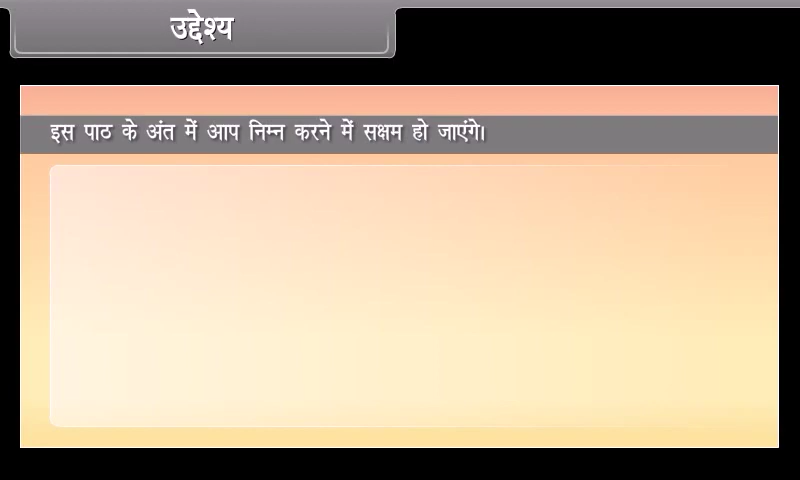 उद्देश्य
इस पाठ के अंत में आप निम्न करने में सक्षम हो जाएंगे।